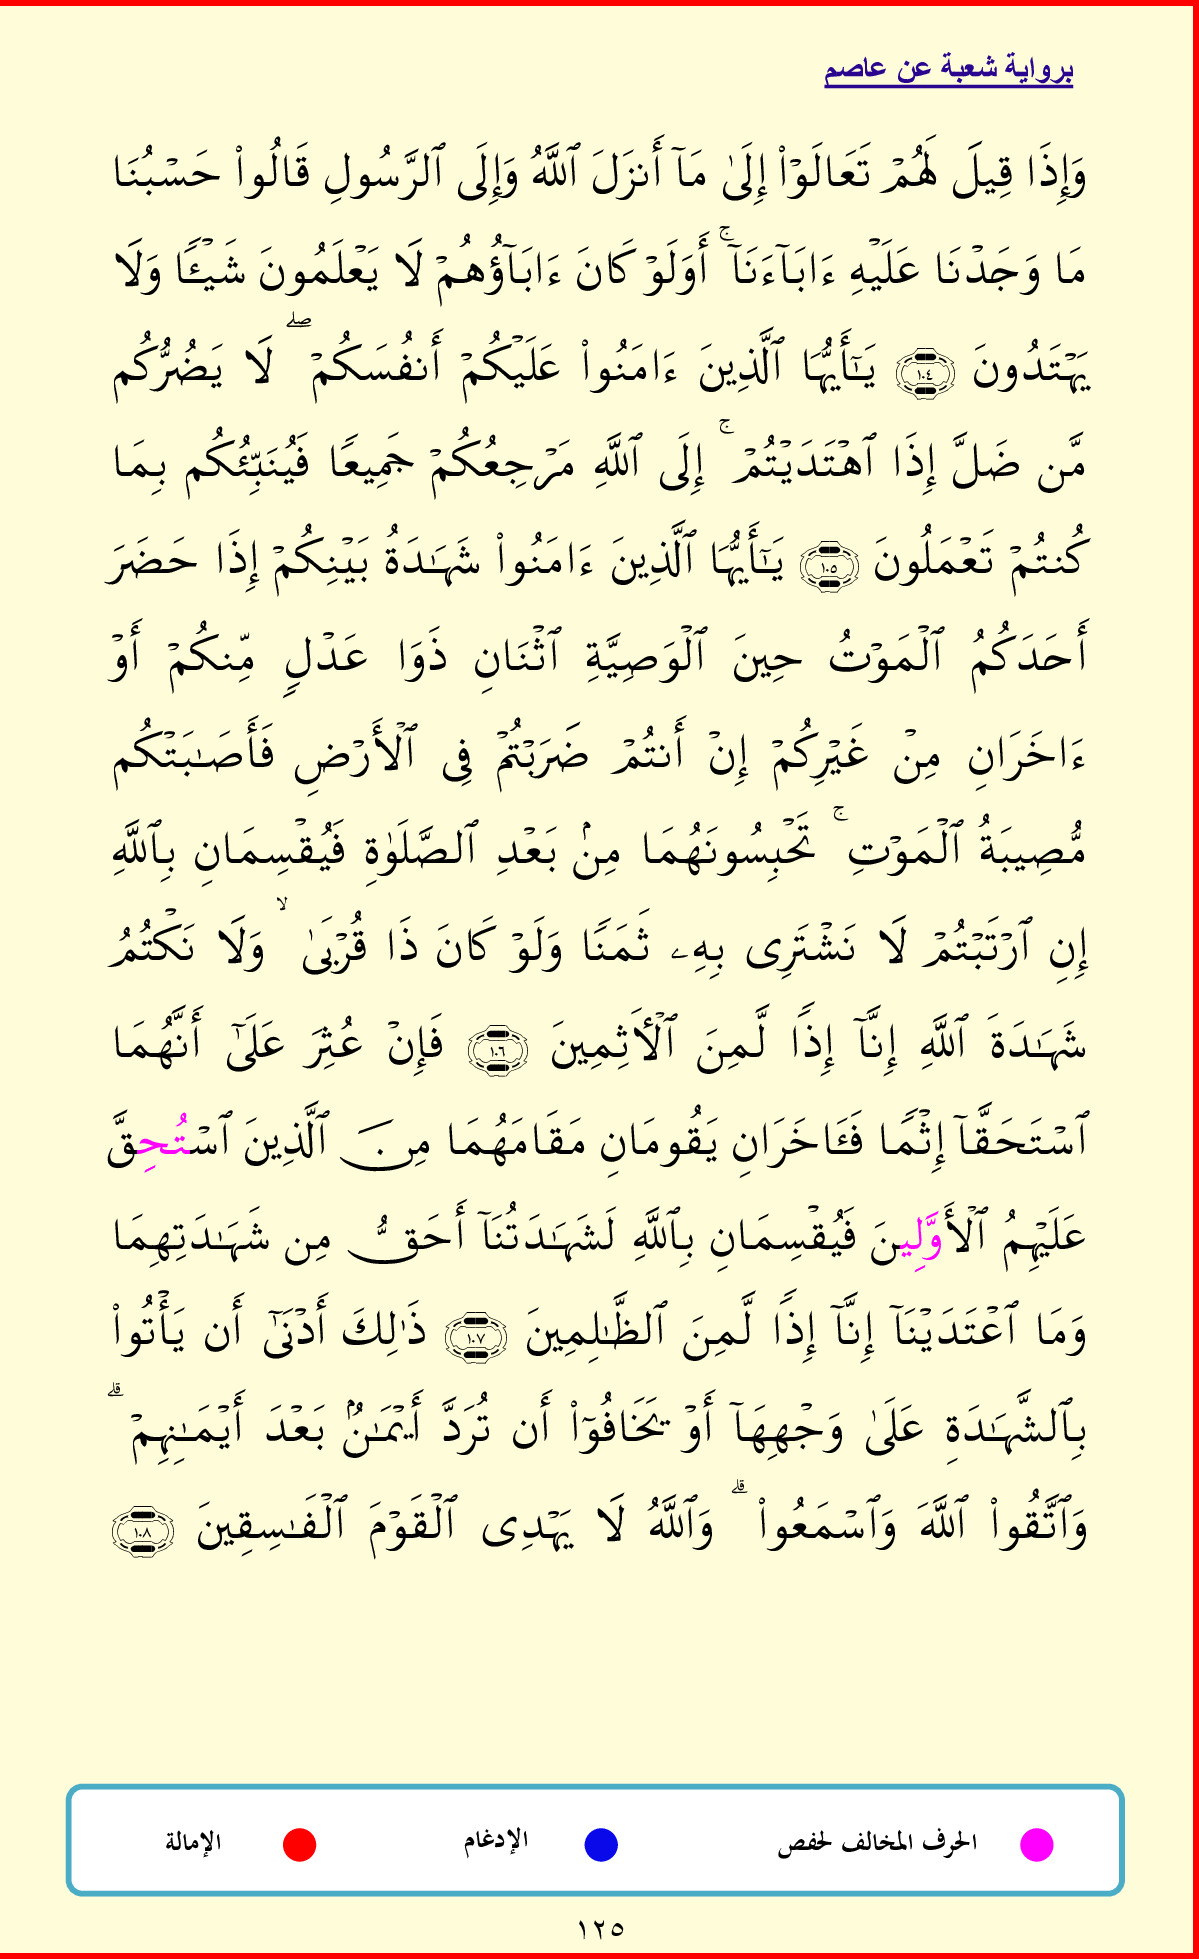 برواية شعبة عن عاصم
وَإِذَا قِيلَ لَهُمۡ تَعَالَوۡاْ إِلَىٰ مَآ أَنزَلَ ٱللَّهُ وَإِلَى ٱلرَّسُولِ قَالُواْ حَسۡبُنَا
مَا وَجَدۡنَا عَلَيۡهِ ءَابَآءَنَآۚ أَوَلَوۡ كَانَ ءَابَآؤُهُمۡ لَا يَعۡلَمُونَ شَيۡـًٔا وَلَا
يَهۡتَدُونَ ١٠٤ يَـٰٓأَيُّهَا ٱلَّذِينَ ءَامَنُواْ عَلَيۡكُمۡ أَنفُسَكُمۡۖ لَا يَضُرُّكُم
مَّن ضَلَّ إِذَا ٱهۡتَدَيۡتُمۡۚ إِلَى ٱللَّهِ مَرۡجِعُكُمۡ جَمِيعًا فَيُنَبِّئُكُم بِمَا
كُنتُمۡ تَعۡمَلُونَ ١٠٥ يَـٰٓأَيُّهَا ٱلَّذِينَ ءَامَنُواْ شَهَـٰدَةُ بَيۡنِكُمۡ إِذَا حَضَرَ
أَحَدَكُمُ ٱلۡمَوۡتُ حِينَ ٱلۡوَصِيَّةِ ٱثۡنَانِ ذَوَا عَدۡلٍ مِّنكُمۡ أَوۡ
ءَاخَرَانِ مِنۡ غَيۡرِكُمۡ إِنۡ أَنتُمۡ ضَرَبۡتُمۡ فِى ٱلۡأَرۡضِ فَأَصَـٰبَتۡكُم
مُّصِيبَةُ ٱلۡمَوۡتِۚ تَحۡبِسُونَهُمَا مِنۢ بَعۡدِ ٱلصَّلَوٰةِ فَيُقۡسِمَانِ بِٱللَّهِ
إِنِ ٱرۡتَبۡتُمۡ لَا نَشۡتَرِى بِهِۦ ثَمَنًا وَلَوۡ كَانَ ذَا قُرۡبَىٰۙ وَلَا نَكۡتُمُ
شَهَـٰدَةَ ٱللَّهِ إِنَّآ إِذًا لَّمِنَ ٱلۡأٓثِمِينَ ١٠٦ فَإِنۡ عُثِرَ عَلَىٰٓ أَنَّهُمَا
ٱسۡتَحَقَّآ إِثۡمًا فَـَٔاخَرَانِ يَقُومَانِ مَقَامَهُمَا مِنَ ٱلَّذِينَ ٱسۡتُحِقَّ
عَلَيۡهِمُ ٱلۡأَوَّلِينَ فَيُقۡسِمَانِ بِٱللَّهِ لَشَهَـٰدَتُنَآ أَحَقُّ مِن شَهَـٰدَتِهِمَا
وَمَا ٱعۡتَدَيۡنَآ إِنَّآ إِذًا لَّمِنَ ٱلظَّـٰلِمِينَ ١٠٧ ذَٰلِكَ أَدۡنَىٰٓ أَن يَأۡتُواْ
بِٱلشَّهَـٰدَةِ عَلَىٰ وَجۡهِهَآ أَوۡ يَخَافُوٓاْ أَن تُرَدَّ أَيۡمَـٰنُۢ بَعۡدَ أَيۡمَـٰنِهِمۡۗ
وَٱتَّقُواْ ٱللَّهَ وَٱسۡمَعُواْۗ وَٱللَّهُ لَا يَهۡدِى ٱلۡقَوۡمَ ٱلۡفَـٰسِقِينَ ١٠٨
الحرف المخالف لحفص الإدغام الإمالة
١٢٥